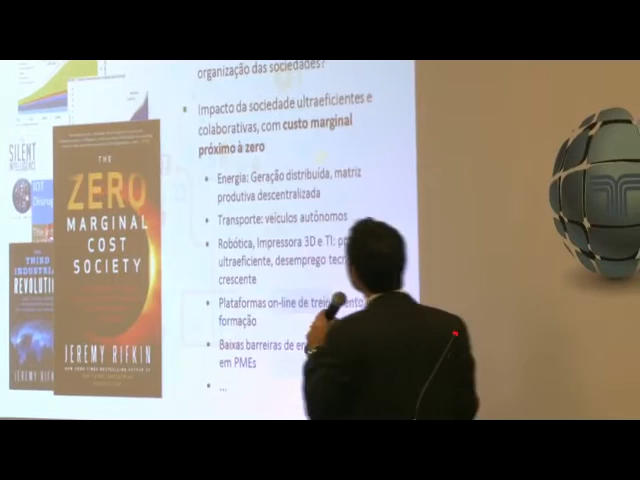 organização das sociedades?
Impacto da sociedade ultraeficientes e
colaborativas, com custo marginal
próximo à zero
Energia: Geração distribuída, matriz
produtiva descentralizada
Transporte: veículos autônomos
Robótica, Impressora 3D e TI:
ultraeficiente, desemprego
crescente
Plataformas on-line de
formação
Baixas barreiras de
em PMEs
...
SILENT
INTELLIGENCE
IOT
THE
THIRD
INDUSTRIAL
REVOLUTION
JEREMY
THE
ZERO
MARGINAL
COST
SOCIETY
JEREMY RIFKIN